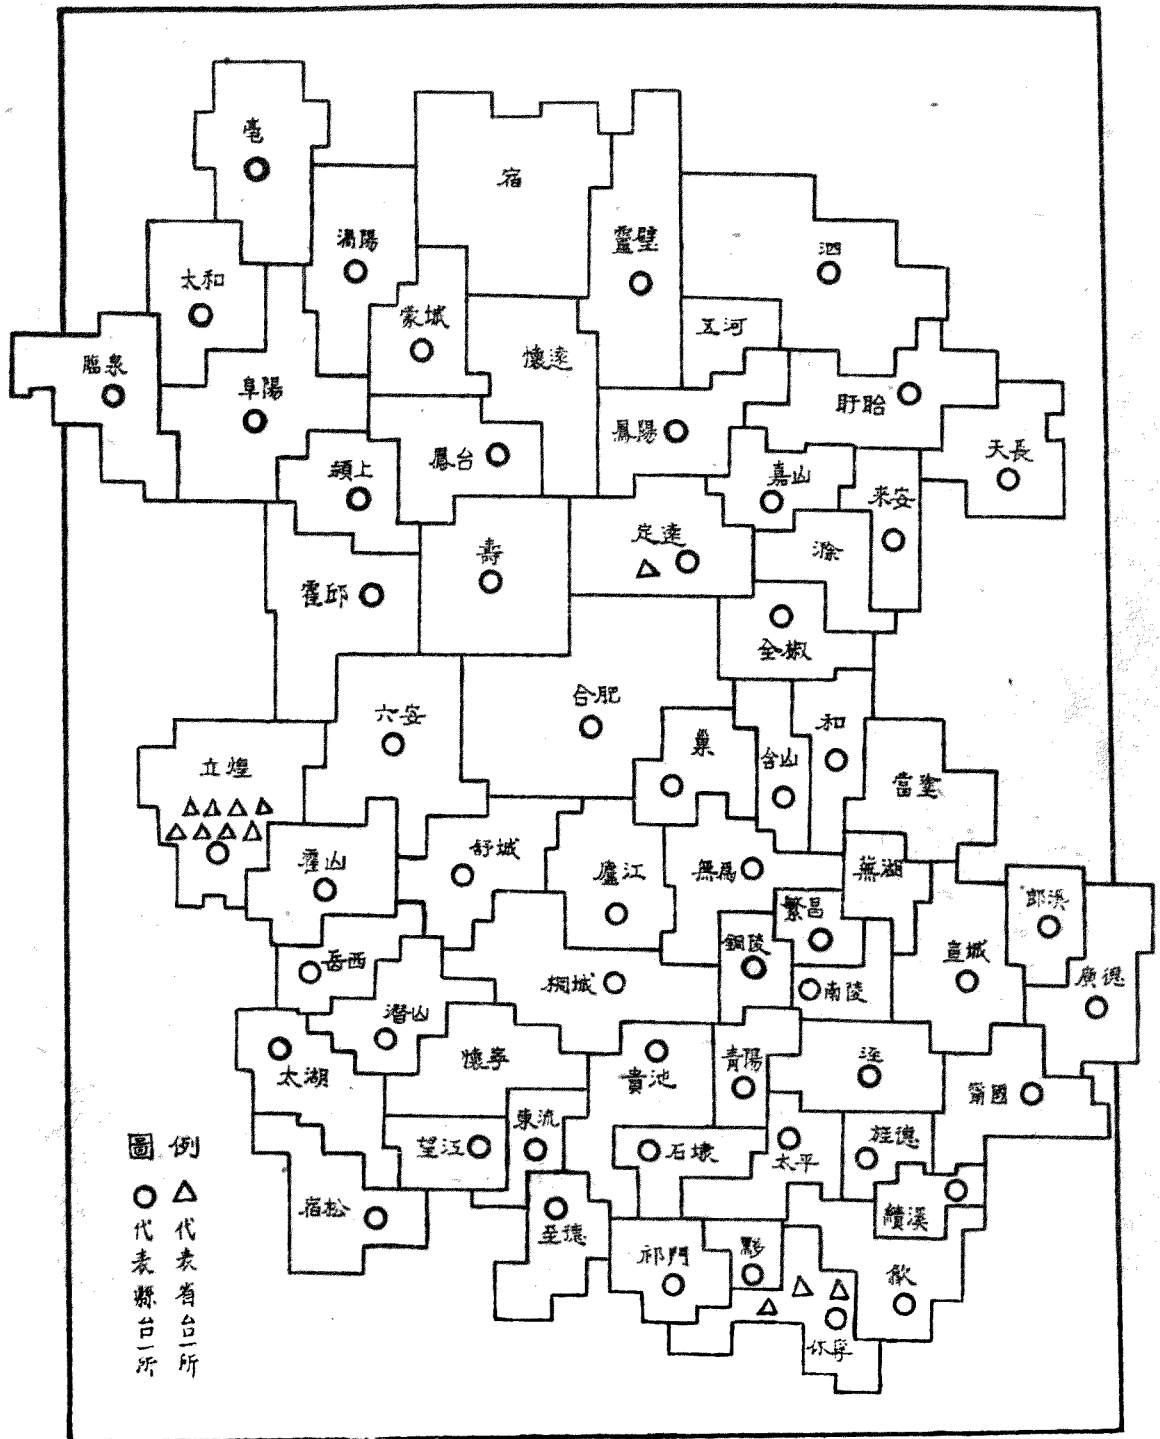 亳
宿
渦陽
靈壁
泗
太和
蒙城
五河
懷遠
臨泉
阜陽
盱眙
鳳陽
天長
鳳台
潁上
嘉山
来安
定遠
滁
壽
霍邱
全椒
合肥
六安
和
巢
含山
立煌
當塗
舒城
霍山
廬江
無爲
蕪湖
繁昌
郎溪
銅陵
宣城
岳西
廣德
桐城
南陵
潜山
懷寧
青陽
涇
太湖
貴池
甯國
東流
旌德
望江
石埭
太平
宿松
績溪
至德
祁門
黟
歙
休寧
圖例
△代表省台一所
○代表縣台一所